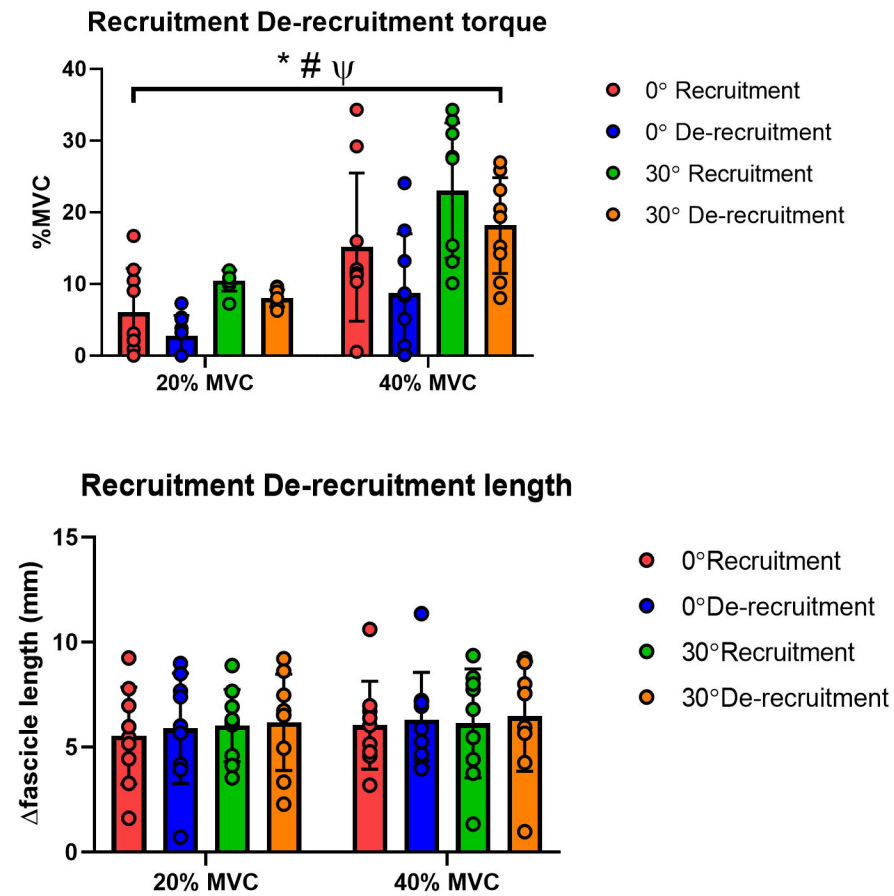 Recruitment De-recruitment torque
* # ψ
40
30
20
10
0
%MVC
20% MVC
40% MVC
0° Recruitment
0° De-recruitment
30° Recruitment
30° De-recruitment
Recruitment De-recruitment length
15
10
5
0
Δfascicle length (mm)
20% MVC
40% MVC
0°Recruitment
0°De-recruitment
30°Recruitment
30°De-recruitment